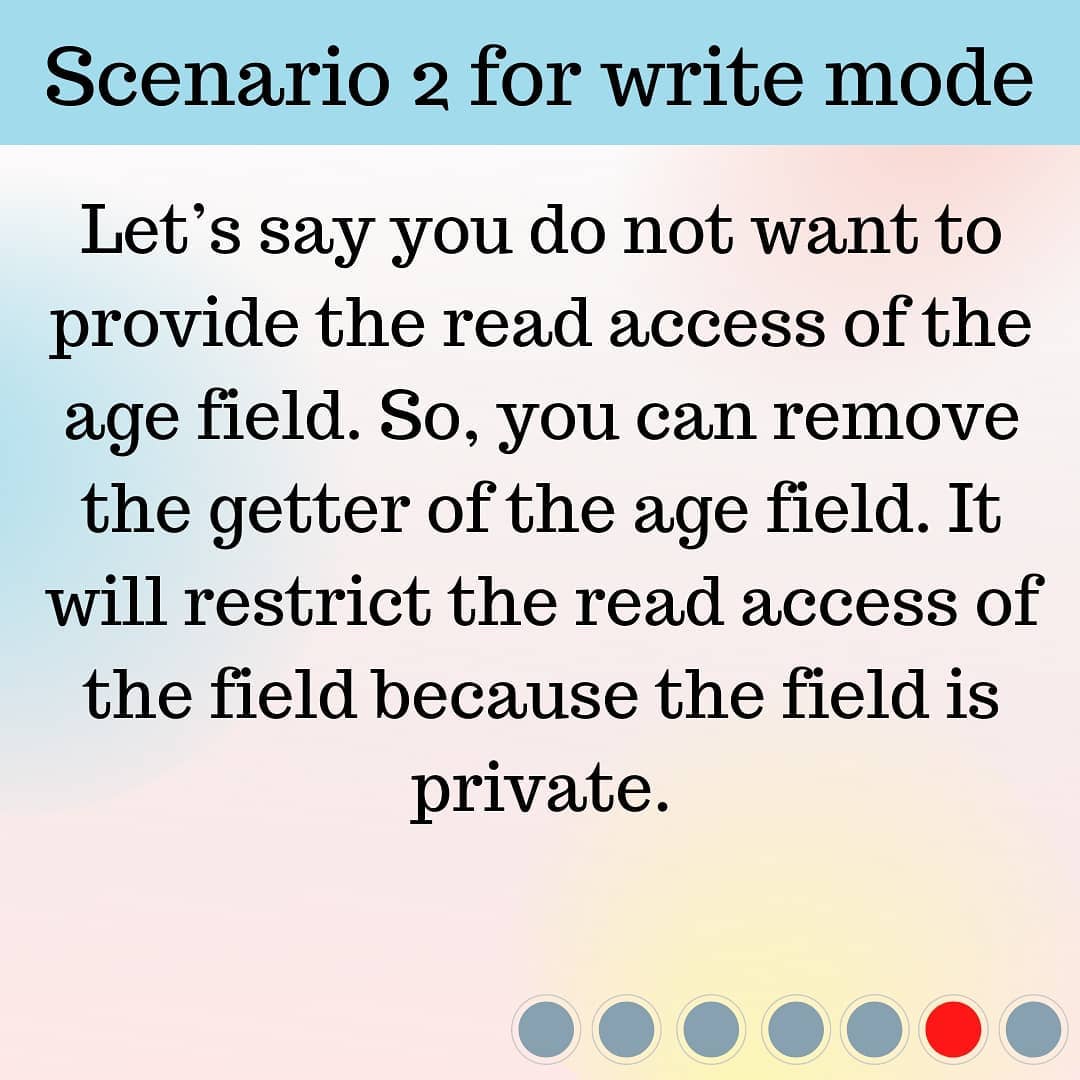 Scenario 2 for write mode
Let’s say you do not want to
provide the read access of the
age field. So, you can remove
the getter of the age field. It
will restrict the read access of
the field because the field is
private.